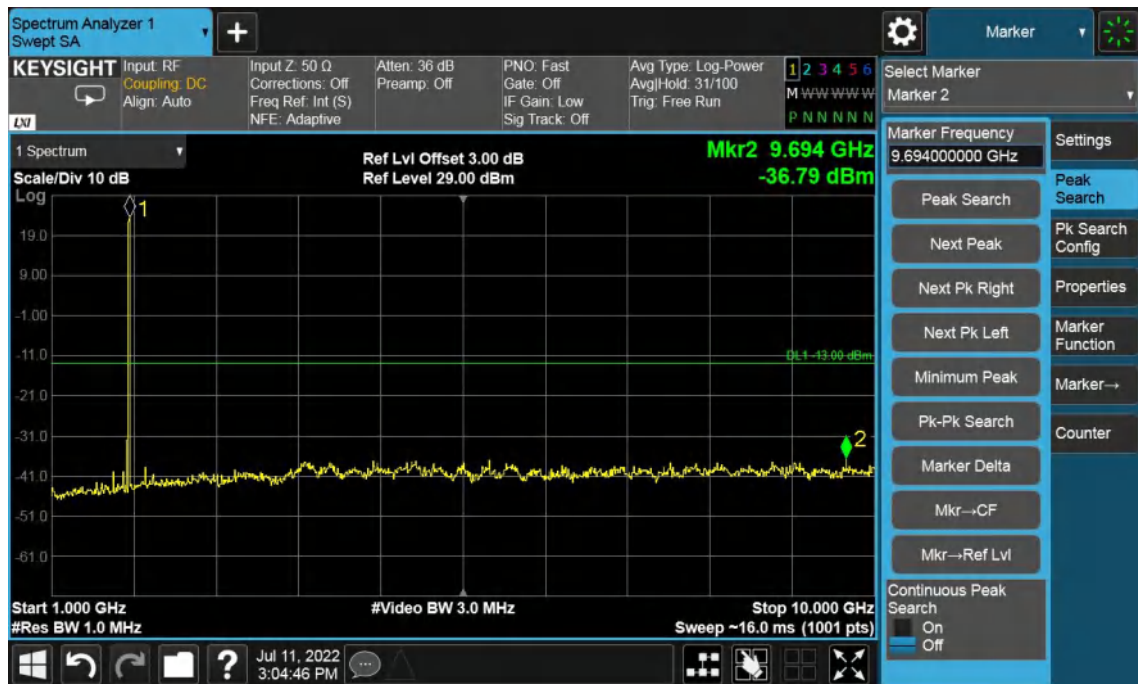 Spectrum Analyzer 1
Swept SA
+
Marker
KEYSIGHT
LXI
Input: RF
Coupling: DC
Align: Auto
Input Z: 50 Ω
Corrections: Off
Freq Ref: Int (S)
NFE: Adaptive
Atten: 36 dB
Preamp: Off
PNO: Fast
Gate: Off
IF Gain: Low
Sig Track: Off
Avg Type: Log-Power
Avg|Hold: 31/100
Trig: Free Run
1 2 3 4 5 6
M W W W W W
P N N N N N
Select Marker
Marker 2
1 Spectrum
Scale/Div 10 dB
Log
Ref Lvl Offset 3.00 dB
Ref Level 29.00 dBm
Mkr2 9.694 GHz
-36.79 dBm
1
19.0
9.00
-1.00
-11.0
DL1 -13.00 dBm
-21.0
-31.0
2
-41.0
-51.0
-61.0
Start 1.000 GHz
#Res BW 1.0 MHz
#Video BW 3.0 MHz
Stop 10.000 GHz
Sweep ~16.0 ms (1001 pts)
Marker Frequency
9.694000000 GHz
Peak Search
Next Peak
Next Pk Right
Next Pk Left
Minimum Peak
Pk-Pk Search
Marker Delta
Mkr→CF
Mkr→Ref Lvl
Continuous Peak
Search
On
Off
Settings
Peak
Search
Pk Search
Config
Properties
Marker
Function
Marker→
Counter
?
Jul 11, 2022
3:04:46 PM